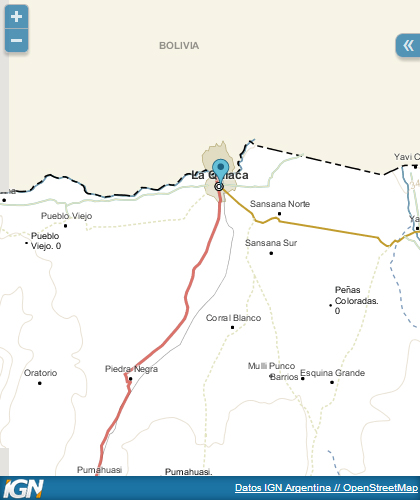 +
−
«
BOLIVIA
La Quiaca
Yavi C
Sansana Norte
Pueblo Viejo
Pueblo
Viejo. 0
Sansana Sur
Peñas
Coloradas.
0
Corral Blanco
Oratorio
Piedra Negra
Mulli Punco
Barrios
Esquina Grande
Pumahuasi
Pumahuasi.
IGN
Datos IGN Argentina // OpenStreetMap